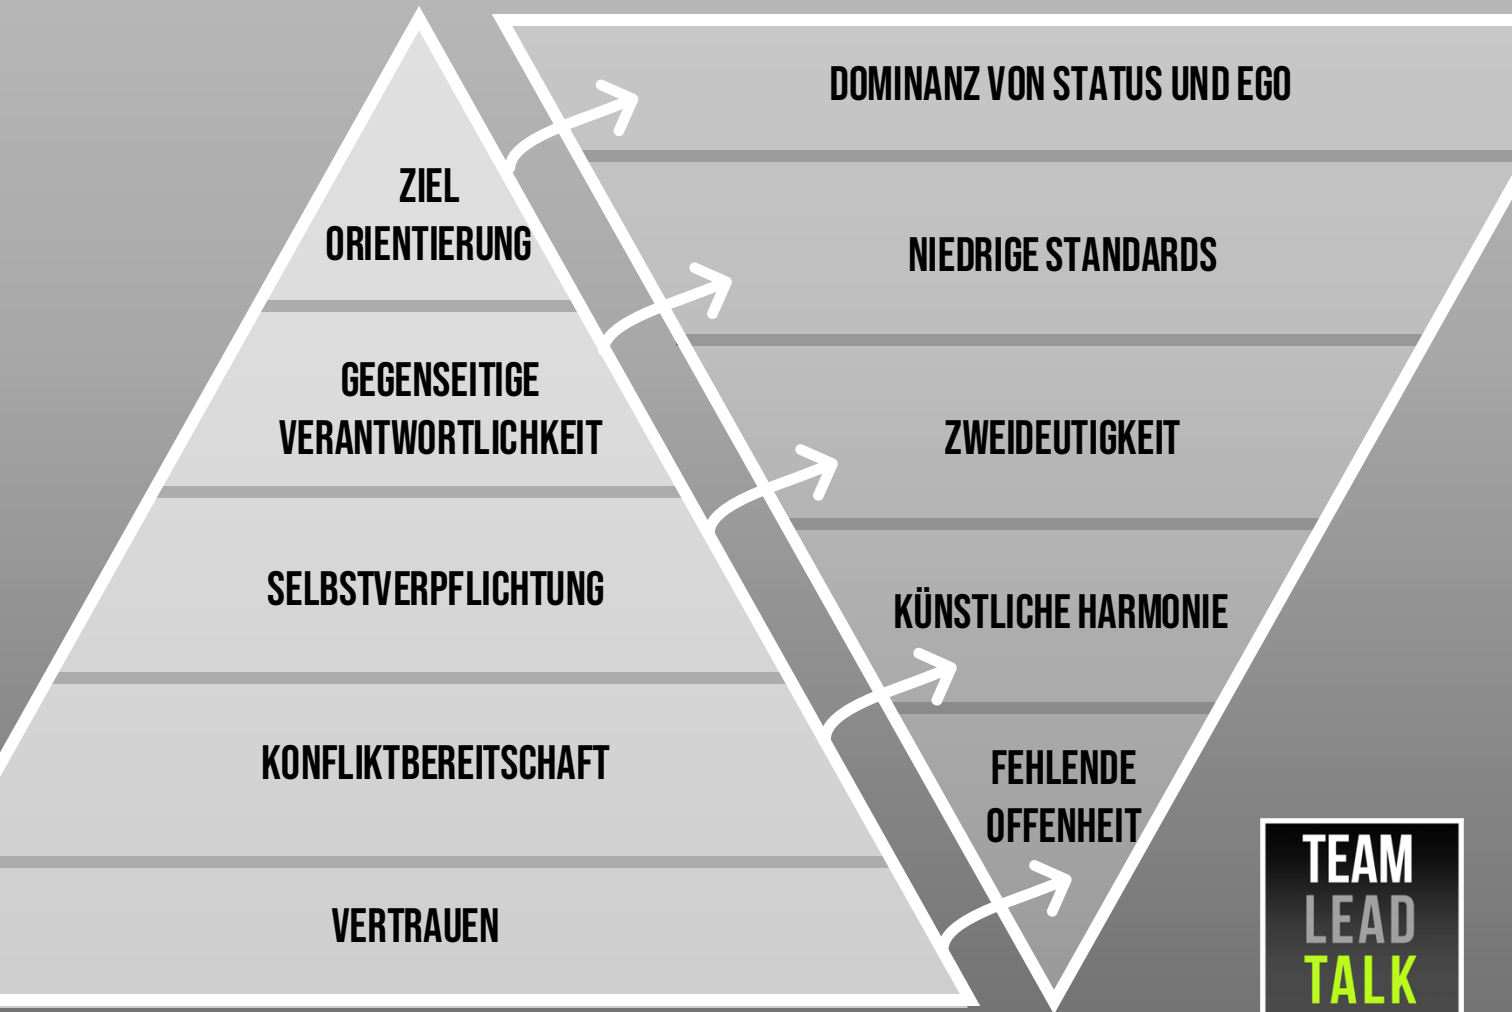 ZIEL
ORIENTIERUNG
GEGENSEITIGE
VERANTWORTLICHKEIT
SELBSTVERPFLICHTUNG
KONFLIKTBEREITSCHAFT
VERTRAUEN
DOMINANZ VON STATUS UND EGO
NIEDRIGE STANDARDS
ZWEIDEUTIGKEIT
KÜNSTLICHE HARMONIE
FEHLENDE
OFFENHEIT
TEAM
LEAD
TALK